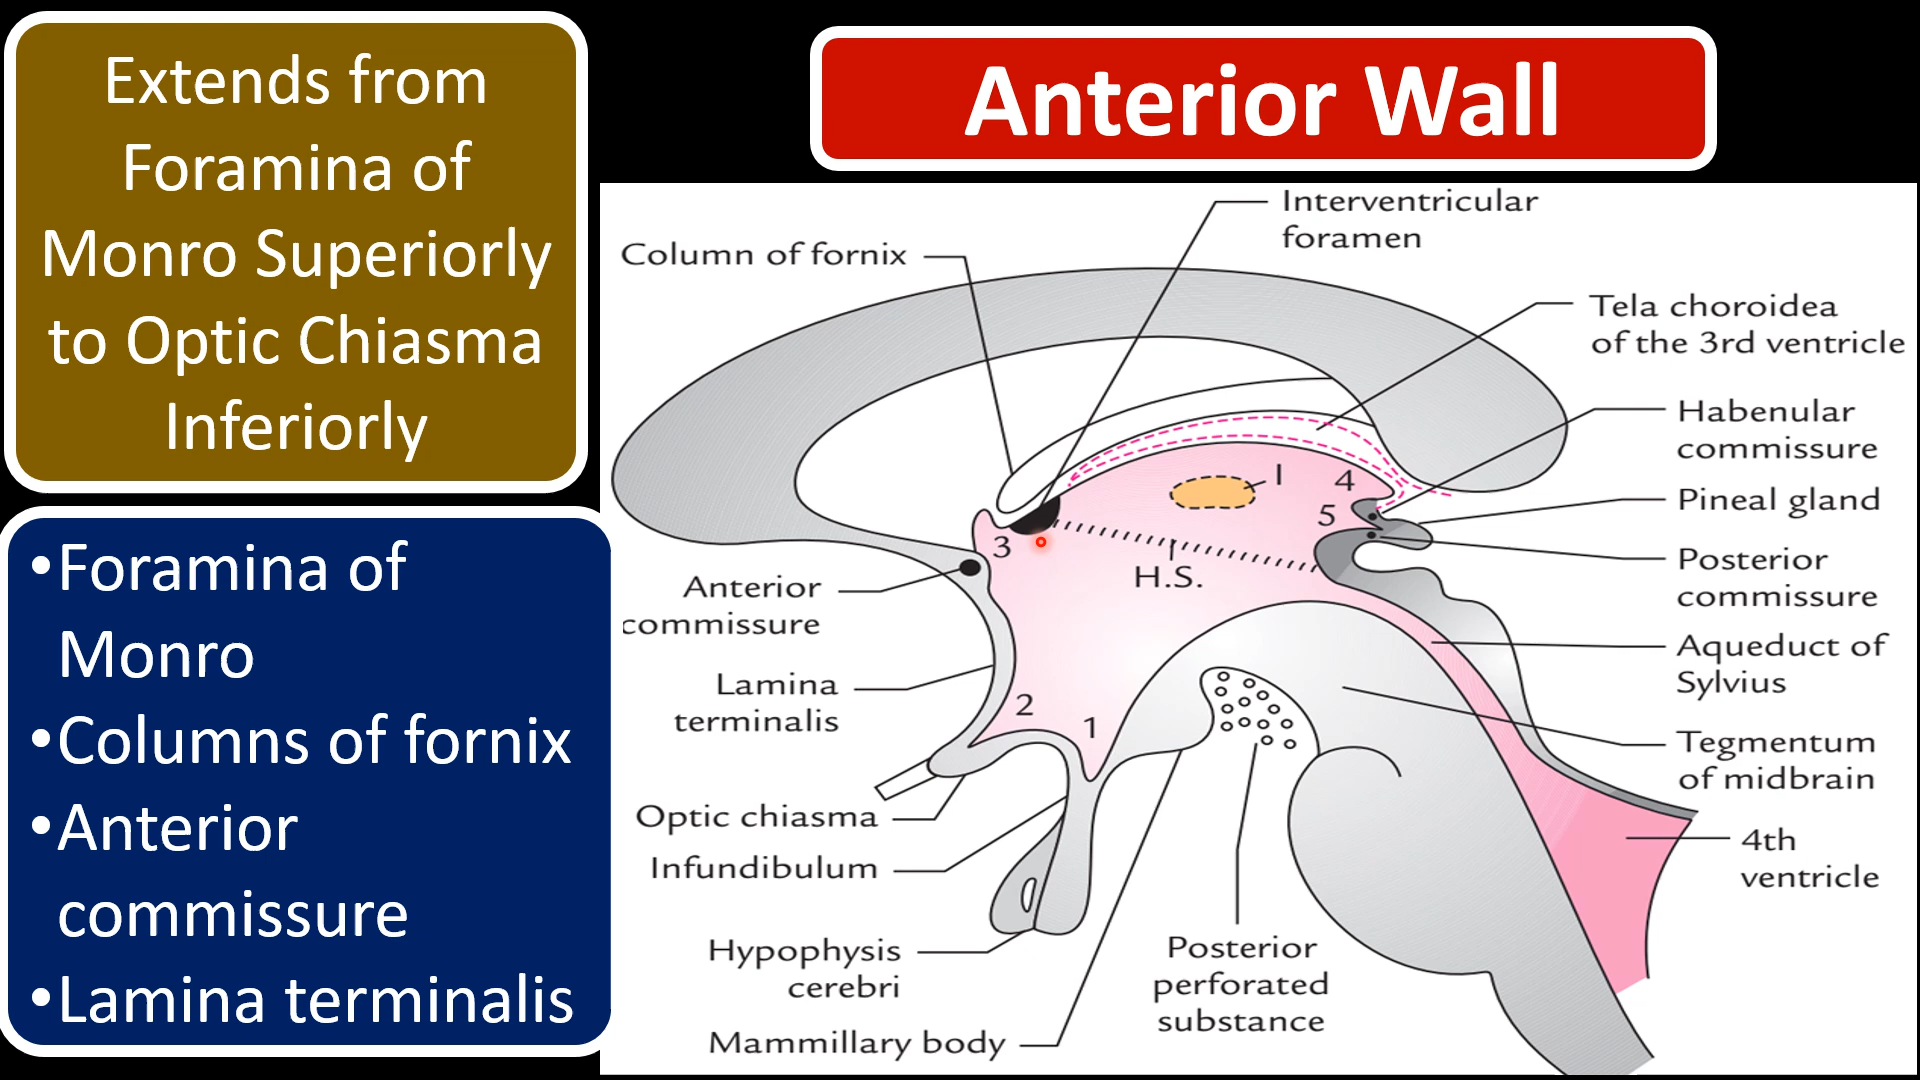 Extends from
Foramina of
Monro Superiorly
to Optic Chiasma
Inferiorly
•Foramina of
Monro
•Columns of fornix
•Anterior
commissure
•Lamina terminalis
Anterior Wall
Interventricular
foramen
Column of fornix
Tela choroidea
of the 3rd ventricle
Habenular
commissure
Pineal gland
Posterior
commissure
Aqueduct of
Sylvius
Tegmentum
of midbrain
4th
ventricle
I
4
5
3
H.S.
2
1
Anterior
commissure
Lamina
terminalis
Optic chiasma
Infundibulum
Hypophysis
cerebri
Mammillary body
Posterior
perforated
substance